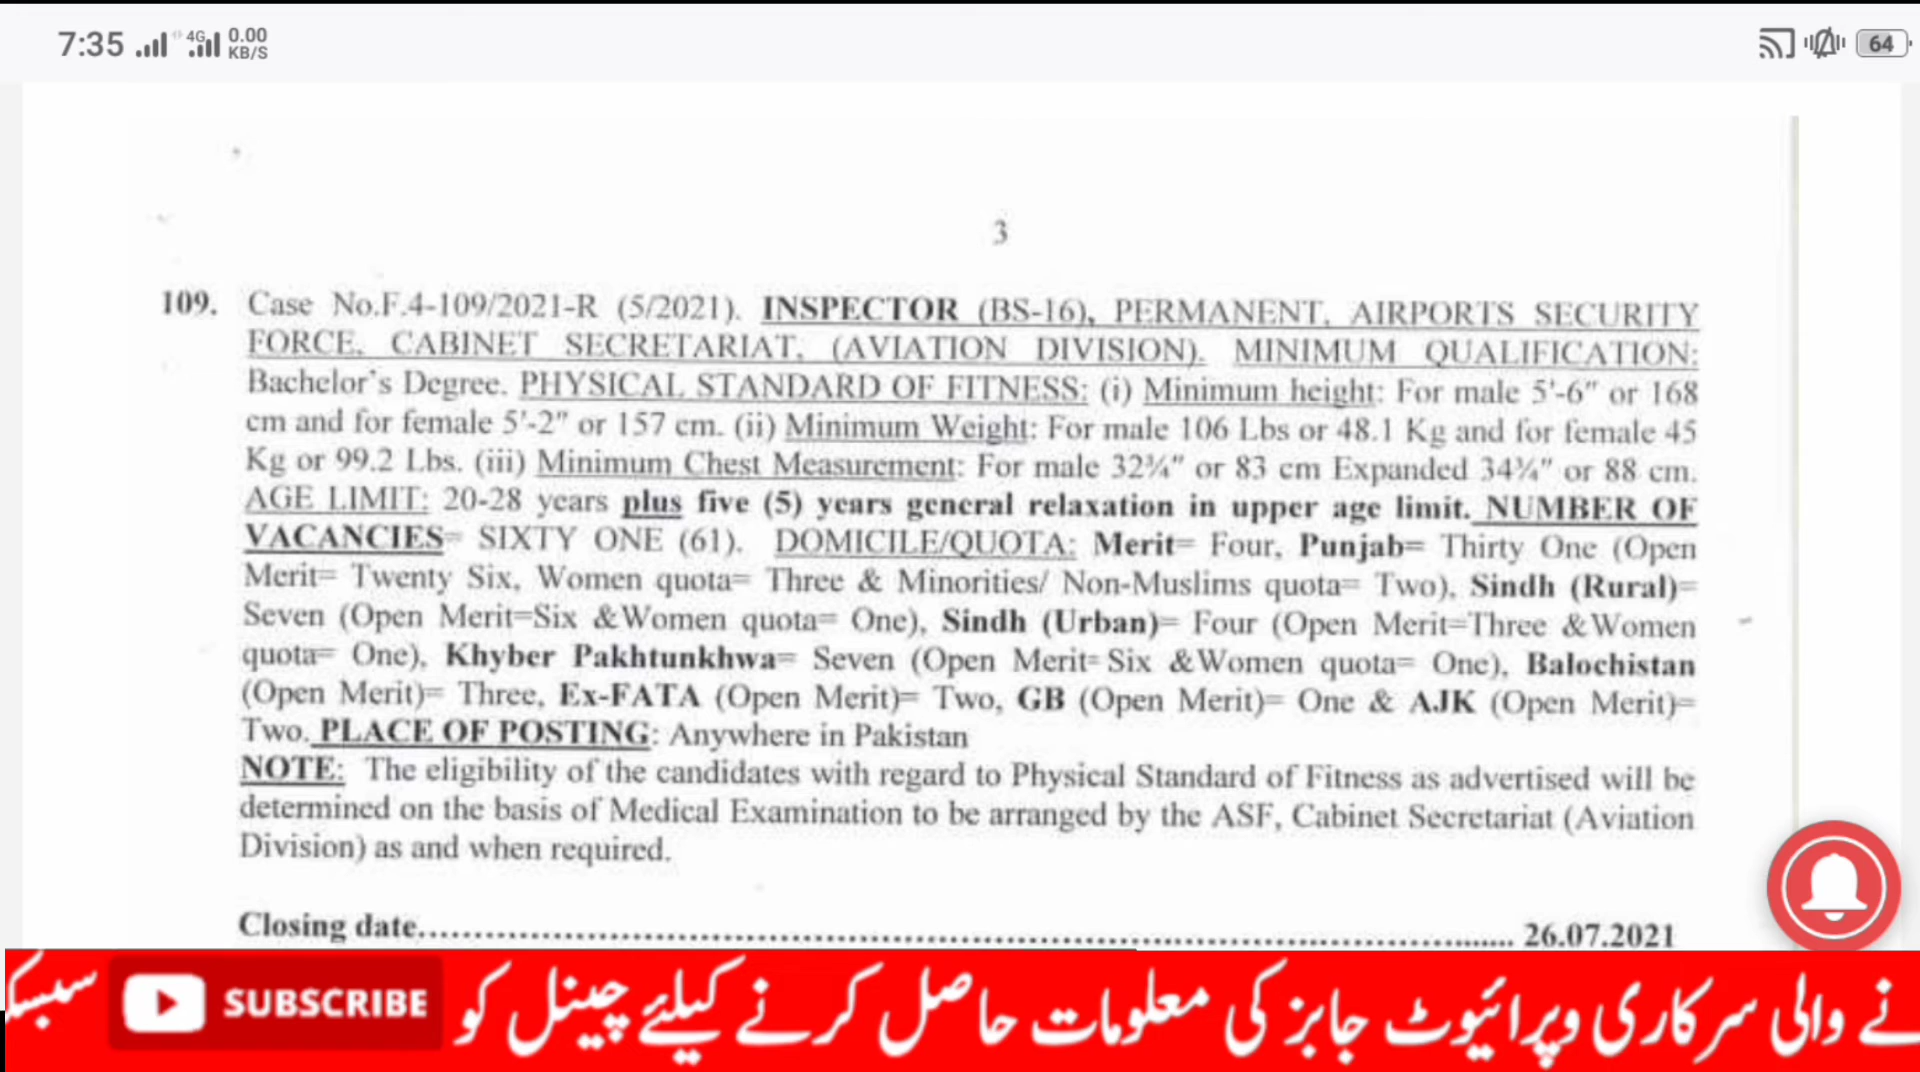 7:35 4G 0.00 KB/S 64
3
109. Case No.F.4-109/2021-R (5/2021). INSPECTOR (BS-16), PERMANENT, AIRPORTS SECURITY
FORCE, CABINET SECRETARIAT, (AVIATION DIVISION). MINIMUM QUALIFICATION:
Bachelor's Degree. PHYSICAL STANDARD OF FITNESS: (i) Minimum height: For male 5'-6" or 168
cm and for female 5'-2" or 157 cm. (ii) Minimum Weight: For male 106 Lbs or 48.1 Kg and for female 45
Kg or 99.2 Lbs. (iii) Minimum Chest Measurement: For male 32¾" or 83 cm Expanded 34¾" or 88 cm.
AGE LIMIT: 20-28 years plus five (5) years general relaxation in upper age limit. NUMBER OF
VACANCIES= SIXTY ONE (61). DOMICILE/QUOTA: Merit= Four, Punjab= Thirty One (Open
Merit= Twenty Six, Women quota= Three & Minorities/ Non-Muslims quota= Two), Sindh (Rural)=
Seven (Open Merit=Six &Women quota= One), Sindh (Urban)= Four (Open Merit=Three &Women
quota= One), Khyber Pakhtunkhwa= Seven (Open Merit= Six &Women quota= One), Balochistan
(Open Merit)= Three, Ex-FATA (Open Merit)= Two, GB (Open Merit)= One & AJK (Open Merit)=
Two. PLACE OF POSTING: Anywhere in Pakistan
NOTE: The eligibility of the candidates with regard to Physical Standard of Fitness as advertised will be
determined on the basis of Medical Examination to be arranged by the ASF, Cabinet Secretariat (Aviation
Division) as and when required.
Closing date.......................................................................................................... 26.07.2021
نے والی سرکاری وپرائیوٹ جابز کی معلومات حاصل کرنے کیلئے چینل کو SUBSCRIBE